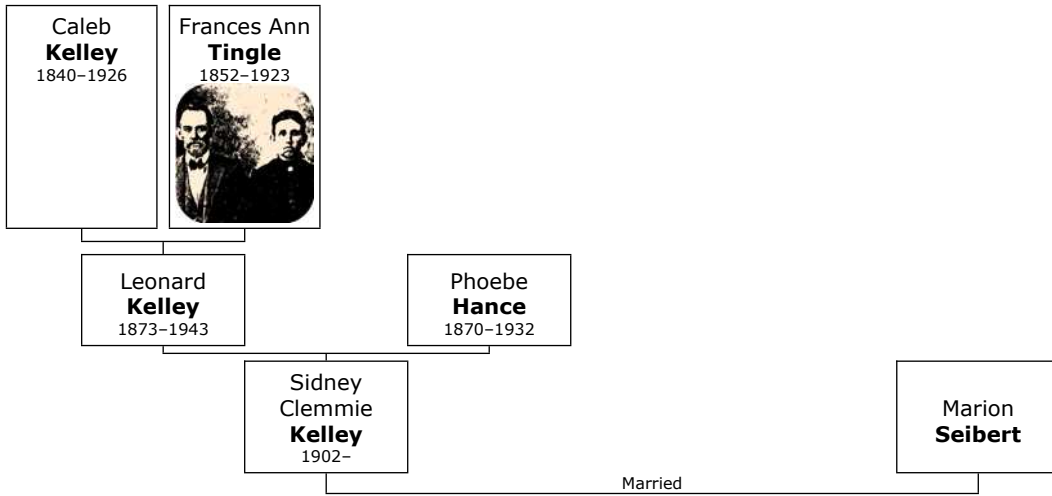 Caleb
Kelley
1840–1926
Frances Ann
Tingle
1852–1923
Leonard
Kelley
1873–1943
Phoebe
Hance
1870–1932
Sidney
Clemmie
Kelley
1902–
Marion
Seibert
Married